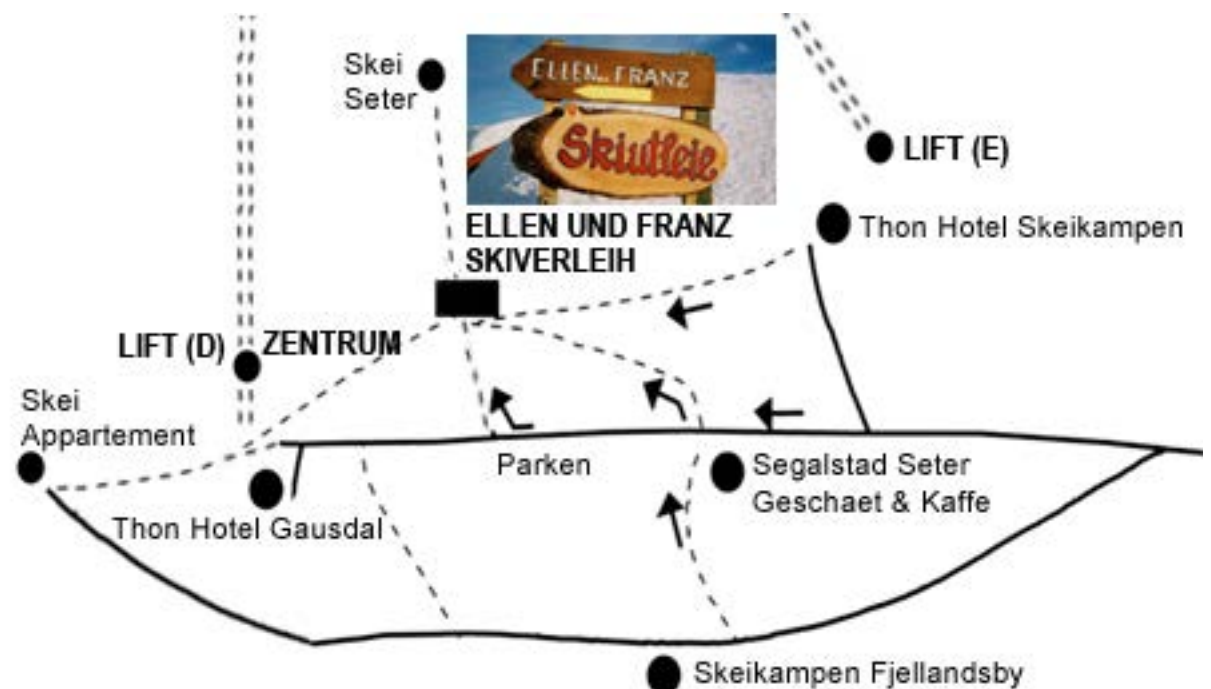 Skei
Seter
ELLEN FRANZ
Skiutleie
LIFT (E)
ELLEN UND FRANZ
SKIVERLEIH
Thon Hotel Skeikampen
LIFT (D)
ZENTRUM
Skei
Appartement
Parken
Segalstad Seter
Geschaet & Kaffe
Thon Hotel Gausdal
Skeikampen Fjellandsby